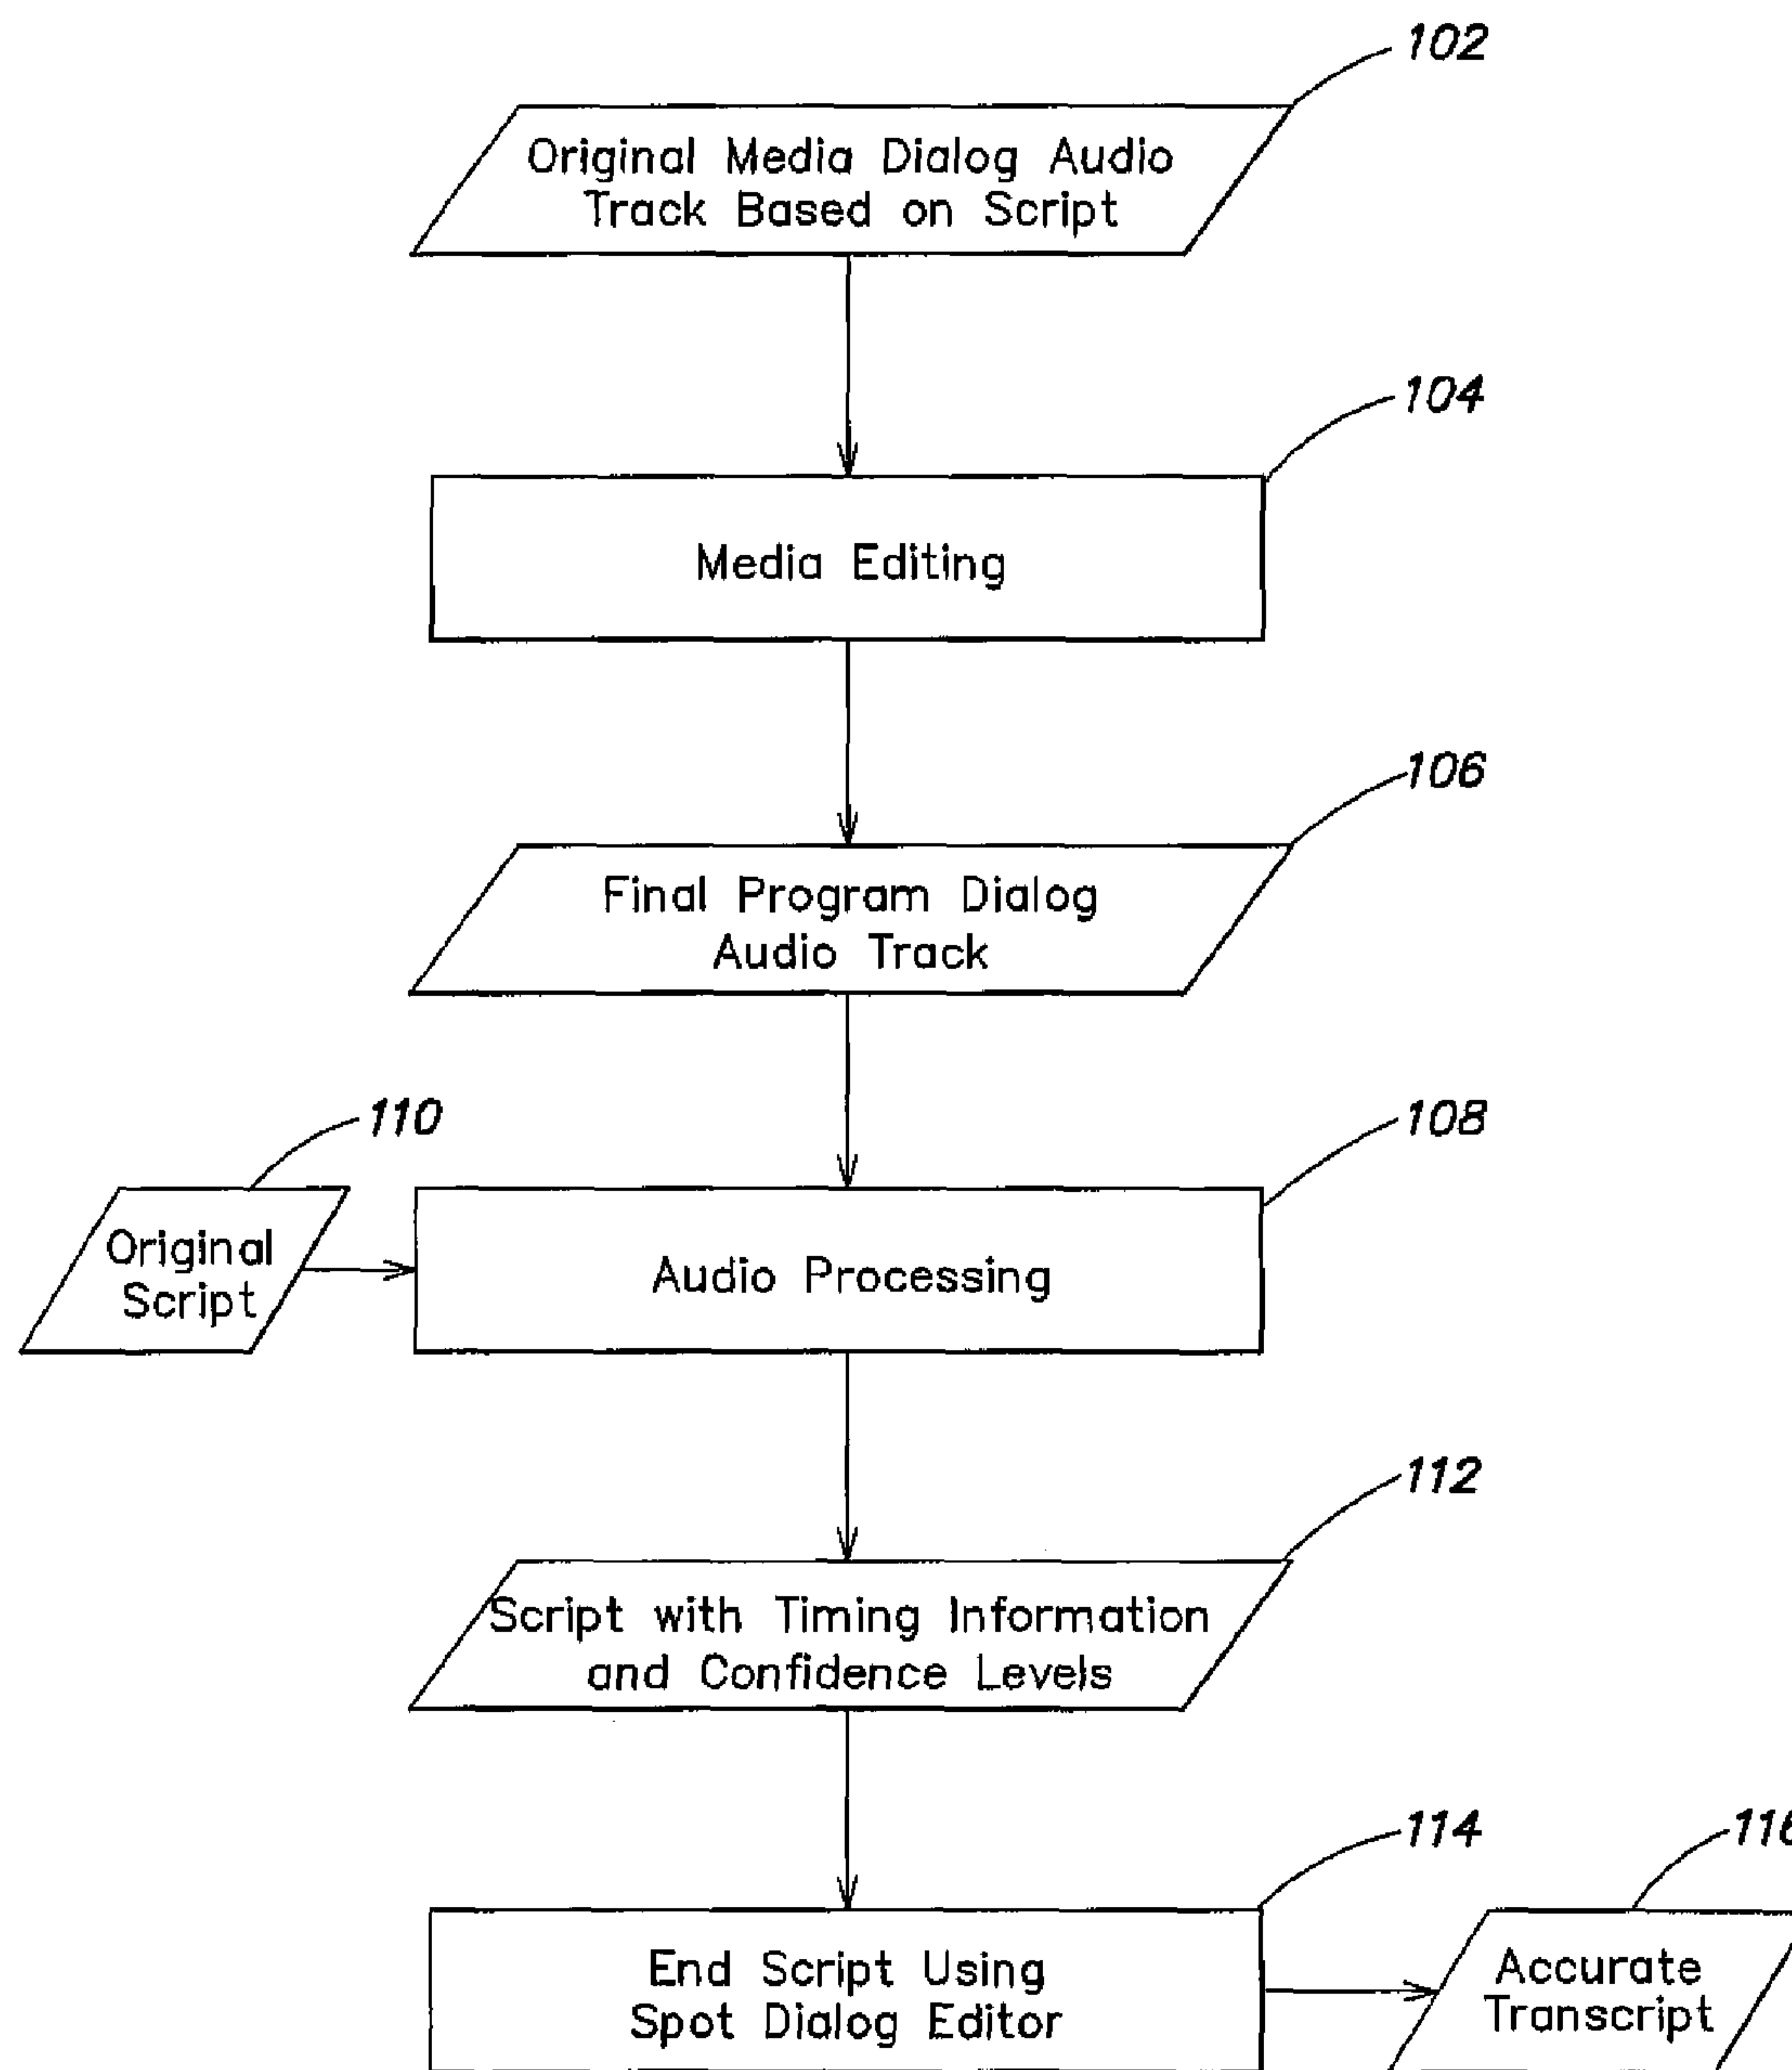 102
Original Media Dialog Audio
Track Based on Script
104
Media Editing
106
Final Program Dialog
Audio Track
110
108
Original
Script
Audio Processing
112
Script with Timing Information
and Confidence Levels
114
116
End Script Using
Spot Dialog Editor
Accurate
Transcript